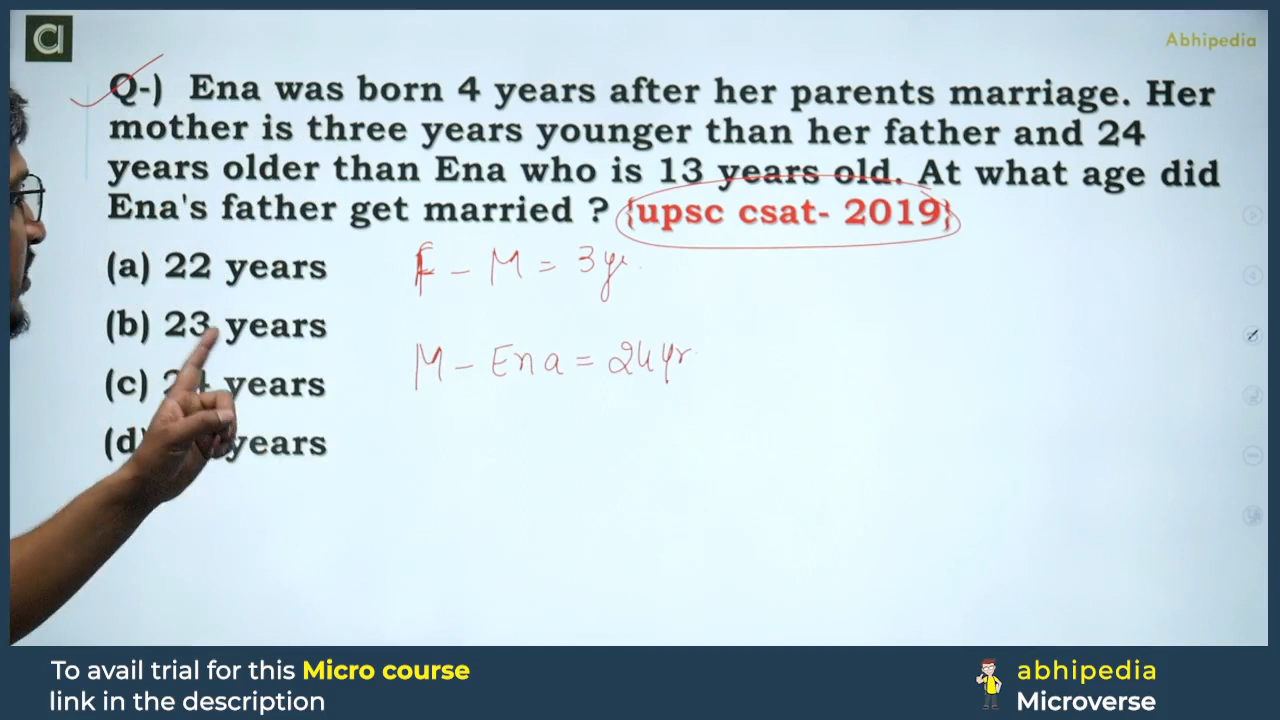 Abhipedia
Q-) Ena was born 4 years after her parents marriage. Her
mother is three years younger than her father and 24
years older than Ena who is 13 years old. At what age did
Ena's father get married ? {upsc csat- 2019}
(a) 22 years
F - M = 3yr.
(b) 23 years
M - Ena = 24yr.
(c) years
(d) years
To avail trial for this Micro course
link in the description
abhipedia
Microverse